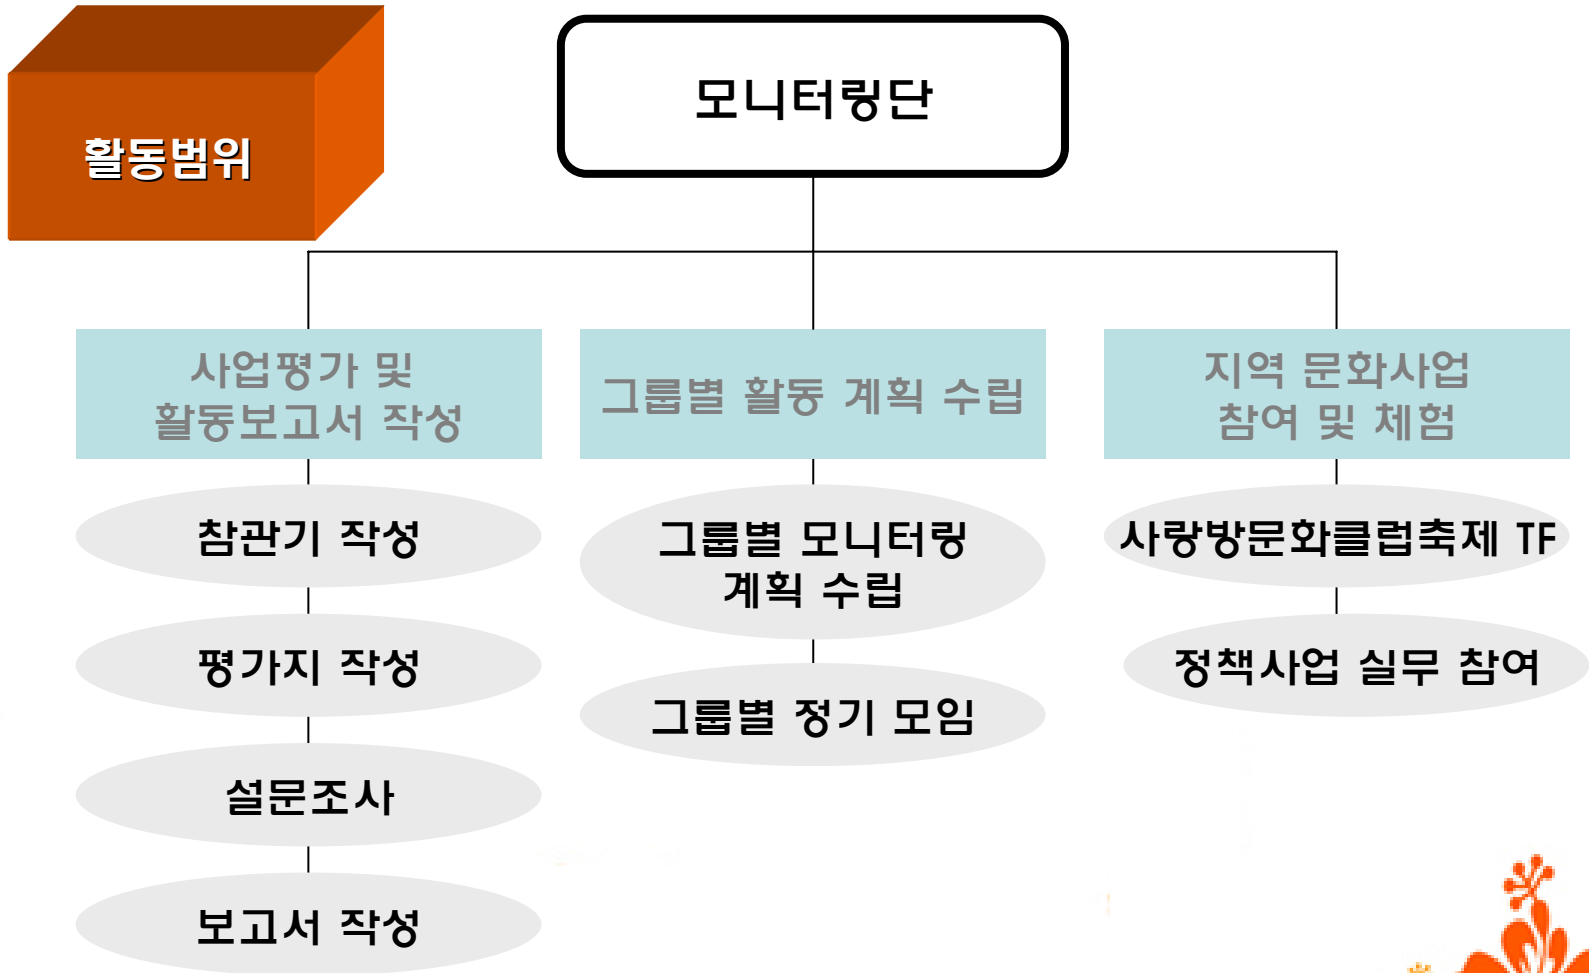 활동범위
모니터링단
사업평가 및
활동보고서 작성
참관기 작성
평가지 작성
설문조사
보고서 작성
그룹별 활동 계획 수립
그룹별 모니터링
계획 수립
그룹별 정기 모임
지역 문화사업
참여 및 체험
사랑방문화클럽축제 TF
정책사업 실무 참여